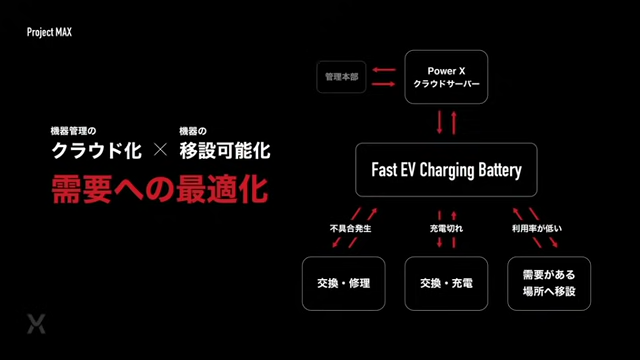 Project MAX
機器管理の
機器の
クラウド化 × 移設可能化
需要への最適化
管理本部
Power X
クラウドサーバー
Fast EV Charging Battery
不具合発生
充電切れ
利用率が低い
交換・修理
交換・充電
需要がある
場所へ移設